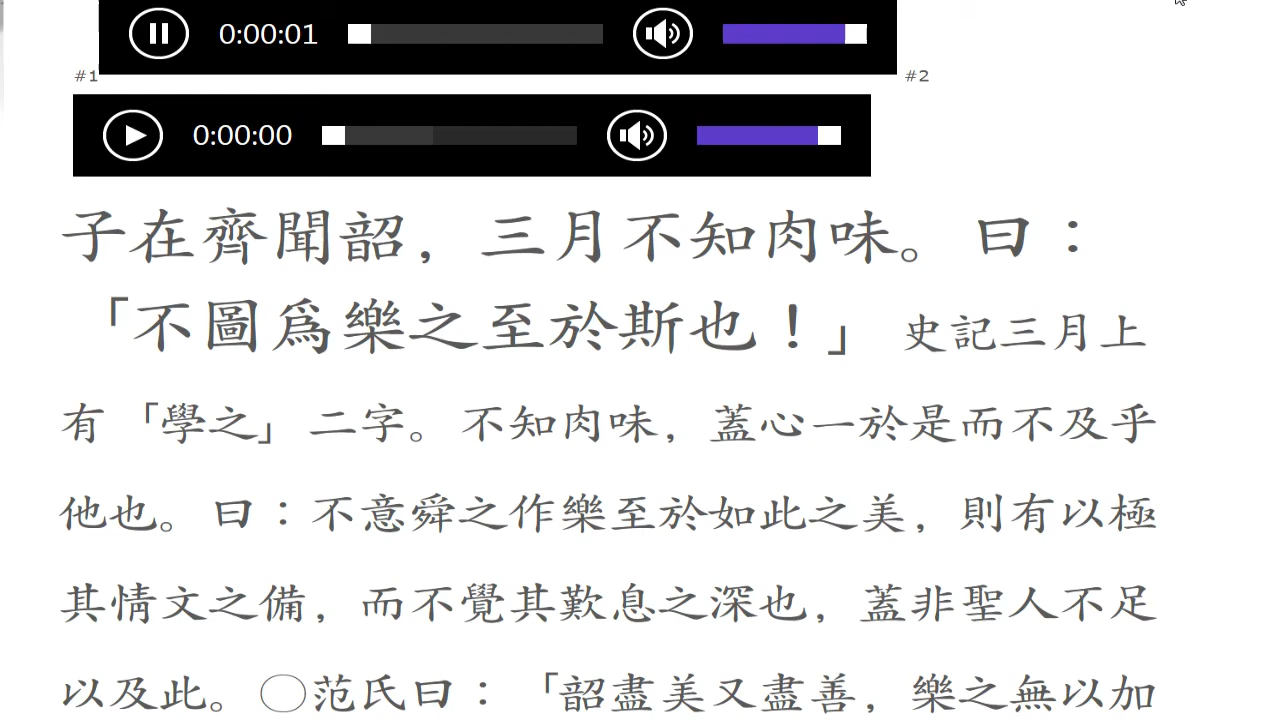 0:00:01
#1
#2
0:00:00
子在齊聞韶，三月不知肉味。曰：
「不圖爲樂之至於斯也！」 史記三月上
有「學之」二字。不知肉味，蓋心一於是而不及乎
他也。曰：不意舜之作樂至於如此之美，則有以極
其情文之備，而不覺其歎息之深也，蓋非聖人不足
以及此。○范氏曰：「韶盡美又盡善，樂之無以加